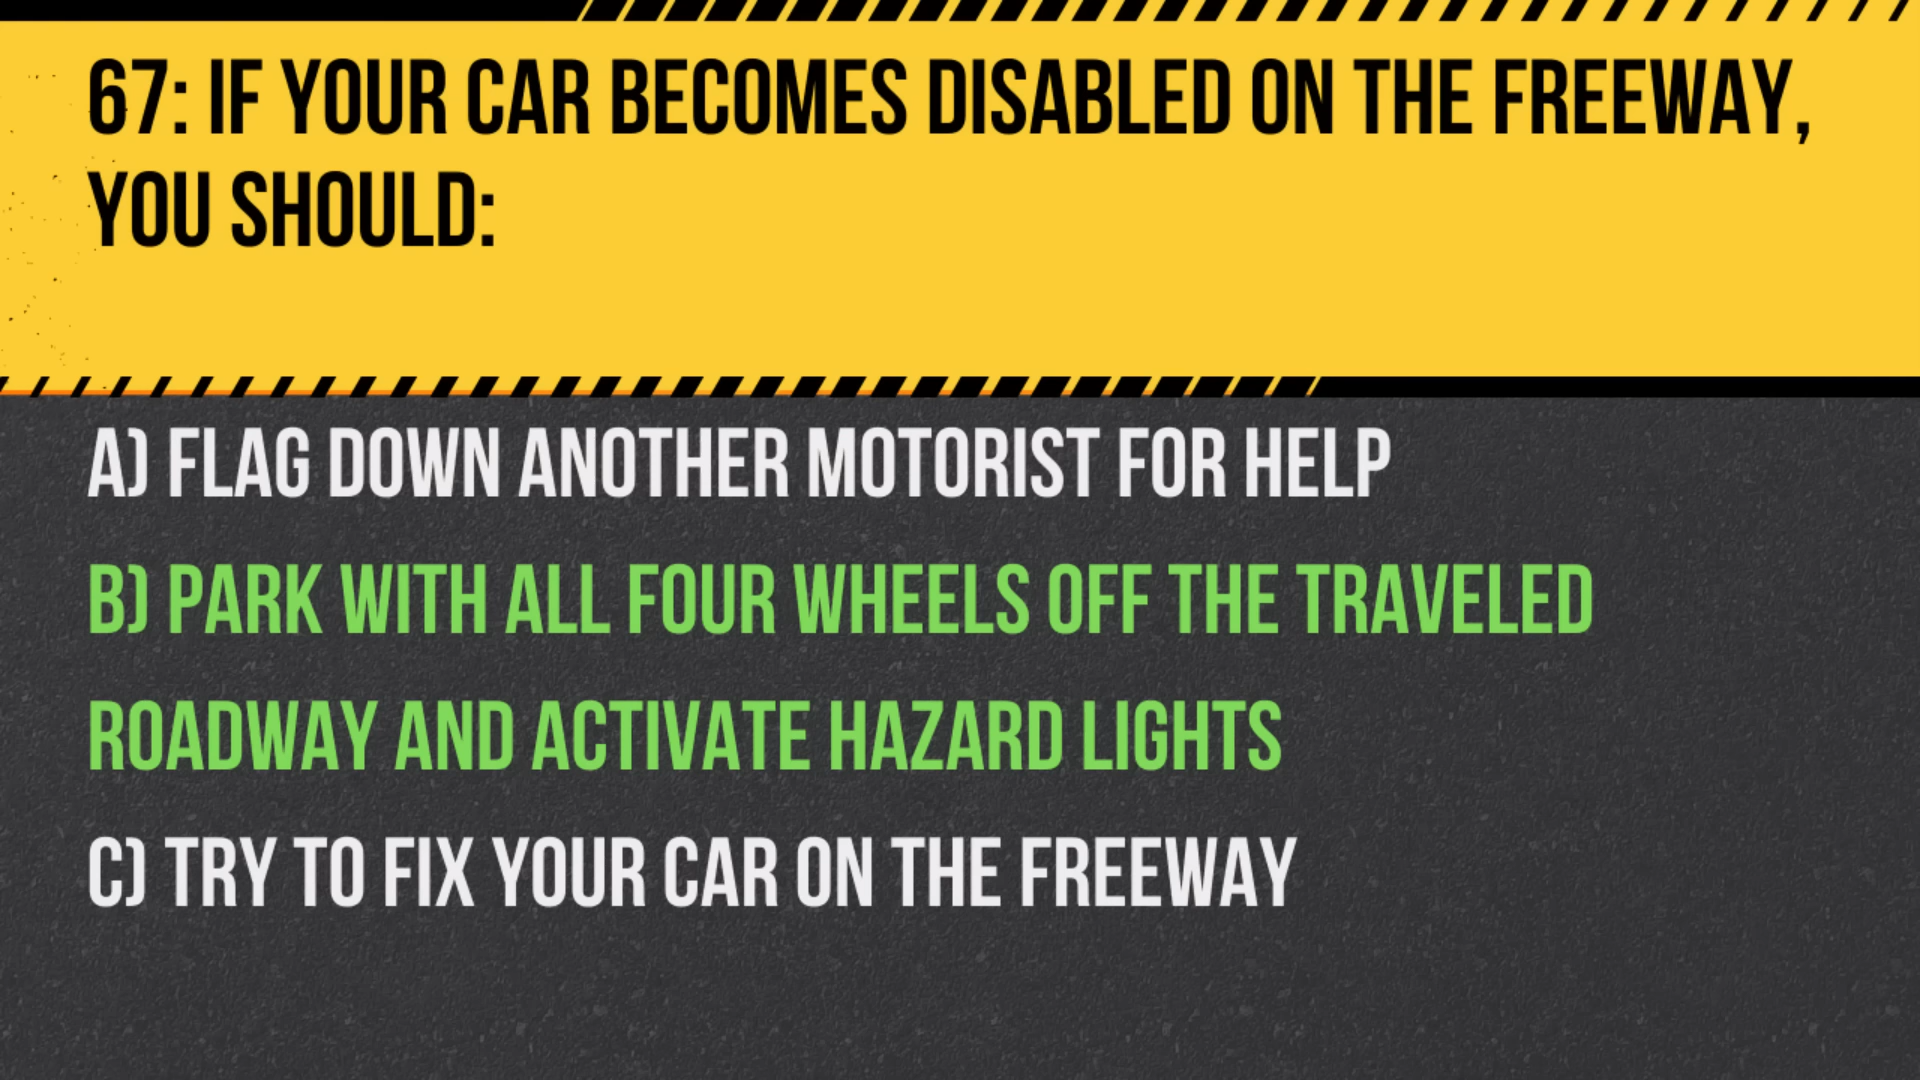 67: IF YOUR CAR BECOMES DISABLED ON THE FREEWAY,
YOU SHOULD:
A) FLAG DOWN ANOTHER MOTORIST FOR HELP
B) PARK WITH ALL FOUR WHEELS OFF THE TRAVELED
ROADWAY AND ACTIVATE HAZARD LIGHTS
C) TRY TO FIX YOUR CAR ON THE FREEWAY